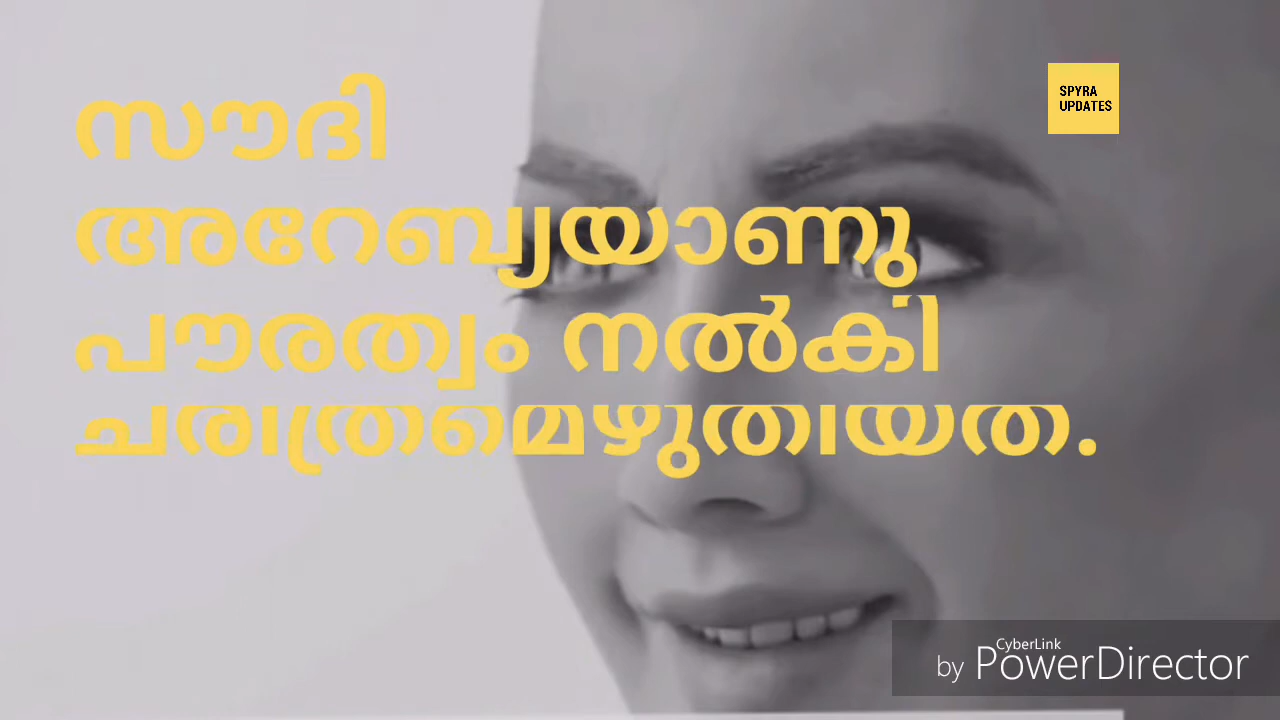 സൗദി
അറേബ്യയാണു
പൗരത്വം നൽകി
ചരിത്രമെഴുതിയത.
SPYRA
UPDATES
CyberLink
by PowerDirector